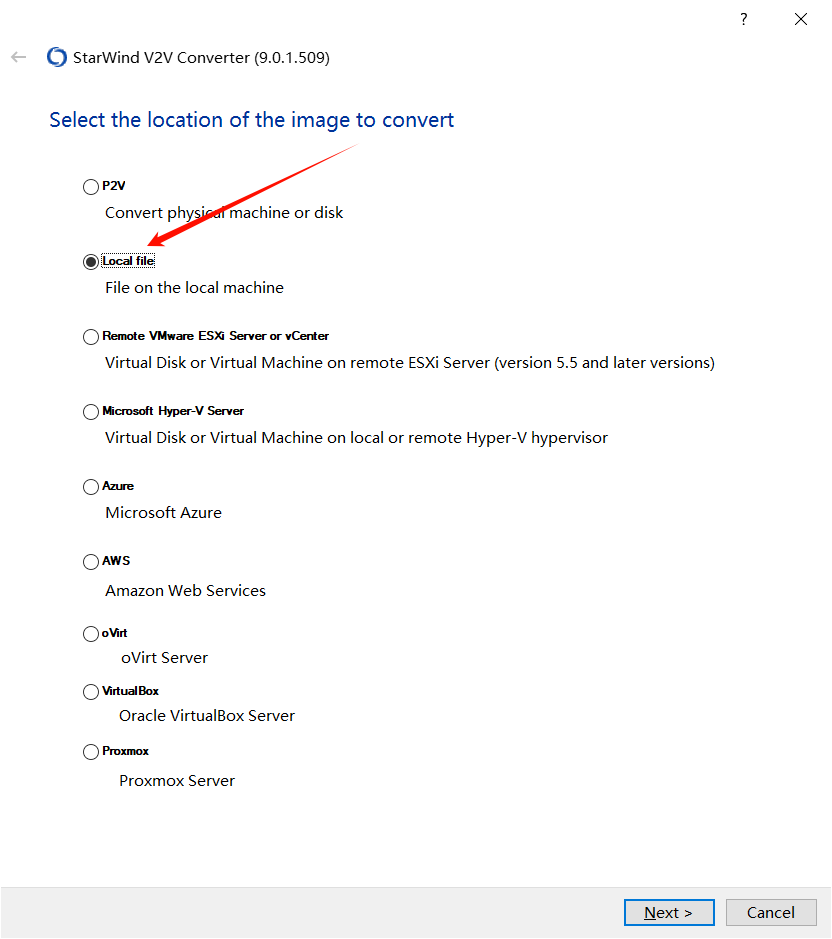 ?
StarWind V2V Converter (9.0.1.509)
Select the location of the image to convert
P2V
Convert physical machine or disk
Local file
File on the local machine
Remote VMware ESXi Server or vCenter
Virtual Disk or Virtual Machine on remote ESXi Server (version 5.5 and later versions)
Microsoft Hyper-V Server
Virtual Disk or Virtual Machine on local or remote Hyper-V hypervisor
Azure
Microsoft Azure
AWS
Amazon Web Services
oVirt
oVirt Server
VirtualBox
Oracle VirtualBox Server
Proxmox
Proxmox Server
Next > Cancel